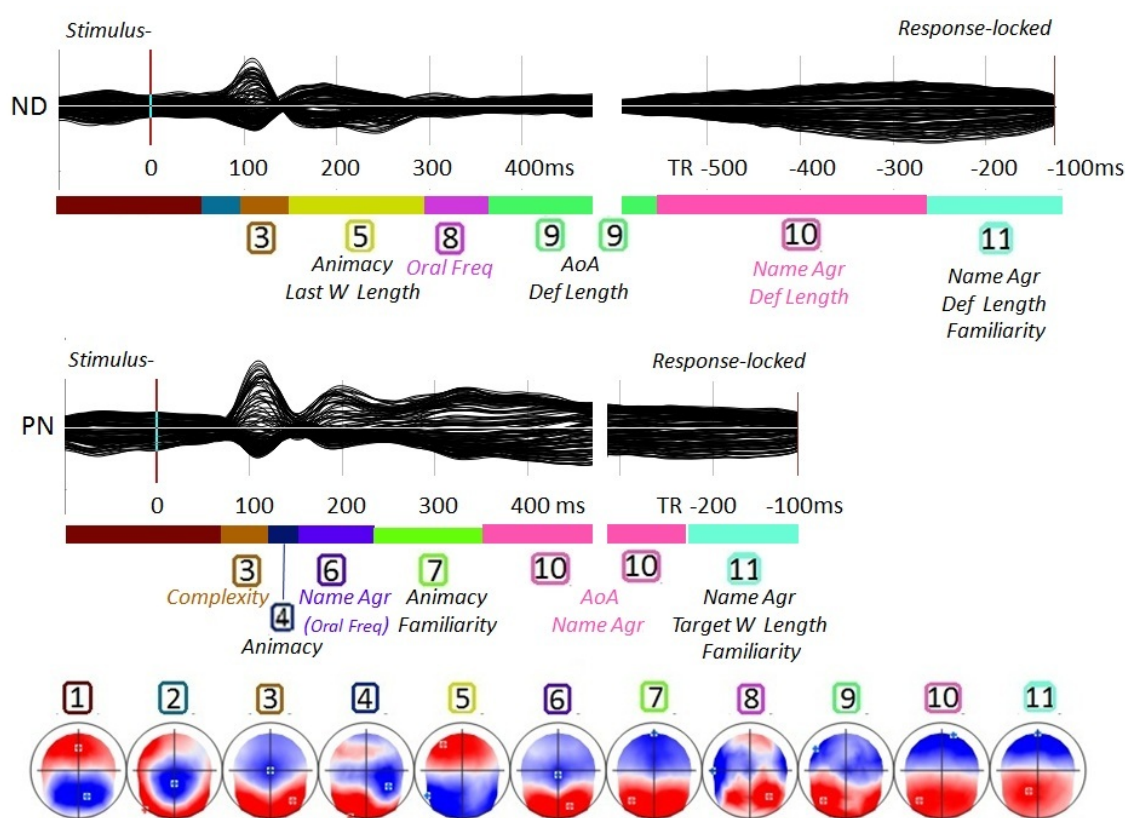 Stimulus- Response-locked
ND
0 100 200 300 400ms TR -500 -400 -300 -200 -100ms
3 5 8 9 9 10 11
Animacy Oral Freq AoA Name Agr Name Agr
Last W Length Def Length Def Length Def Length
Familiarity
Stimulus- Response-locked
PN
0 100 200 300 400 ms TR -200 -100ms
3 6 7 10 10 11
Complexity Name Agr Animacy AoA Name Agr
4 (Oral Freq) Familiarity Name Agr Target W Length
Animacy Familiarity
1 2 3 4 5 6 7 8 9 10 11